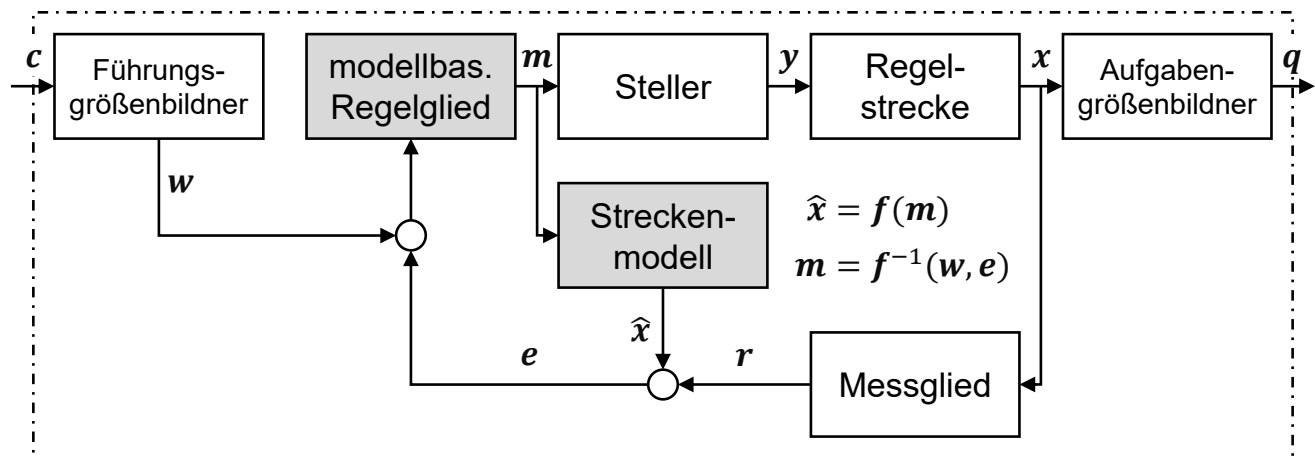 c
Führungs-
größenbildner
w
modellbas.
Regelglied
m
Steller
y
Regel-
strecke
x
Aufgaben-
größenbildner
q
Strecken-
modell
x̂ = f(m)
m = f⁻¹(w, e)
x̂
e
r
Messglied